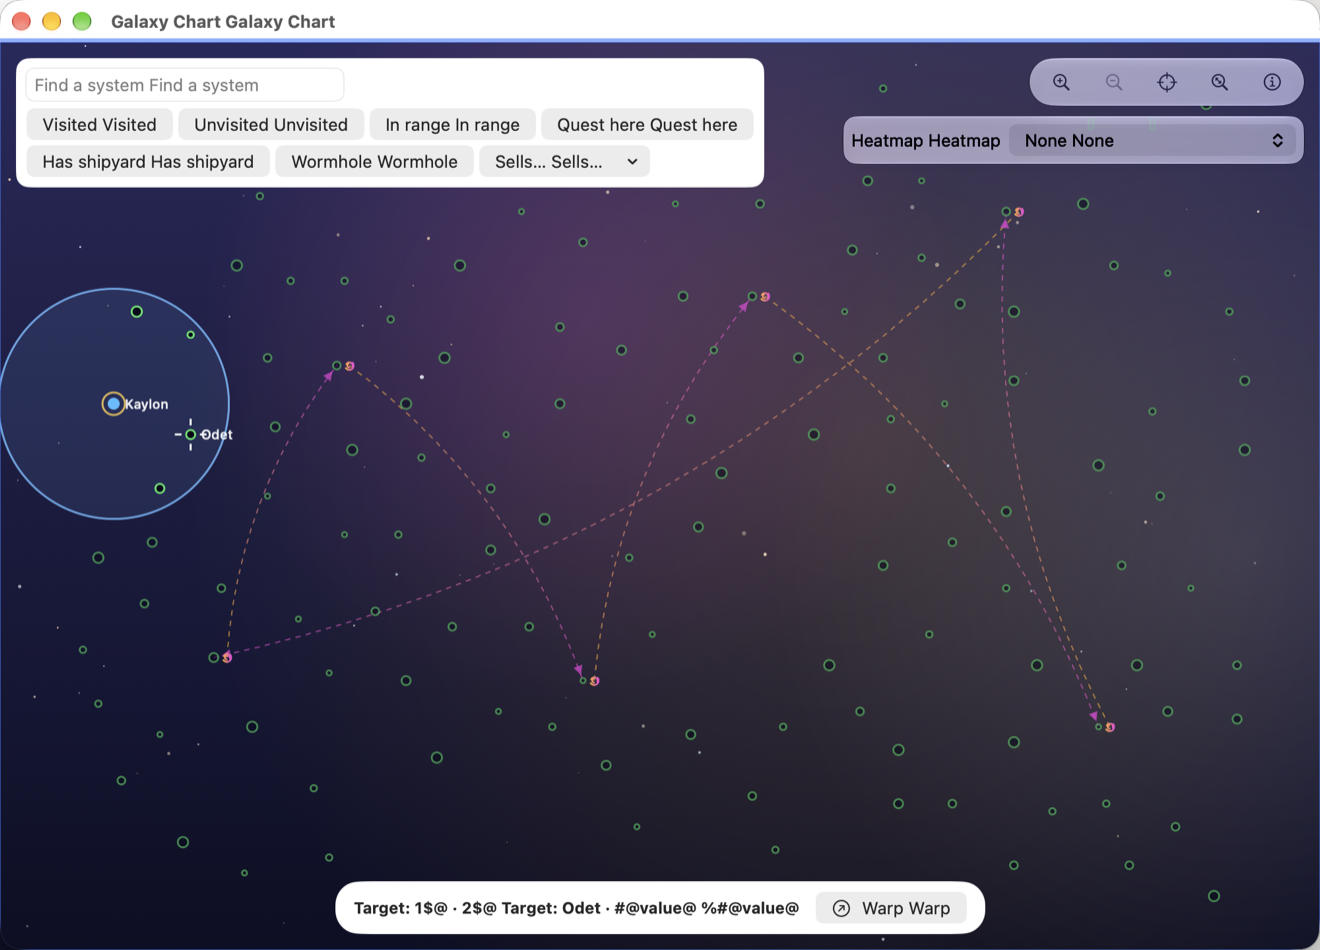 Galaxy Chart Galaxy Chart
Find a system Find a system
Visited Visited
Unvisited Unvisited
In range In range
Quest here Quest here
Has shipyard Has shipyard
Wormhole Wormhole
Sells... Sells...
Heatmap Heatmap
None None
Kaylon
Odet
Target: 1$@ · 2$@ Target: Odet · #@value@ %#@value@
Warp Warp